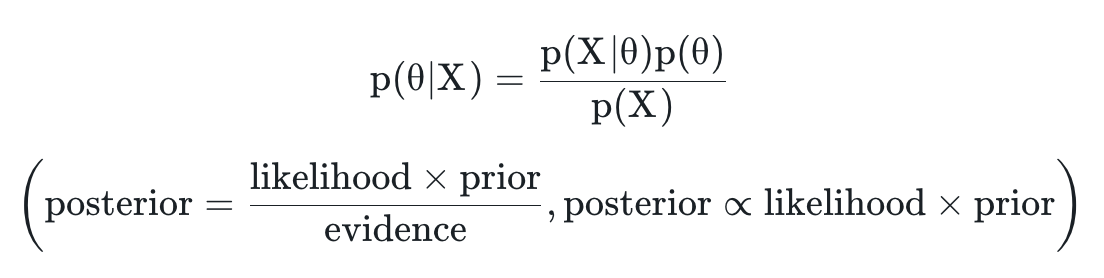 p(θ|X) = p(X|θ)p(θ) / p(X)
(posterior = likelihood × prior / evidence, posterior ∝ likelihood × prior)